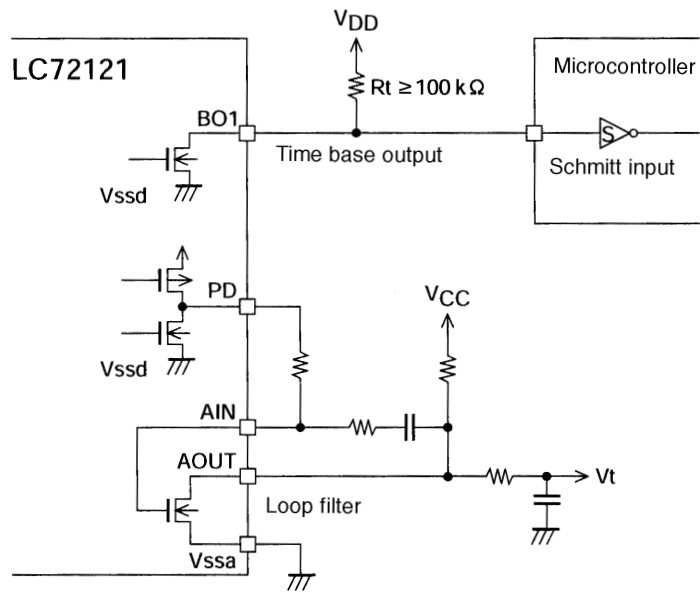 VDD
LC72121
Microcontroller
Rt ≥ 100 k Ω
BO1
S
Time base output
Schmitt input
Vssd
PD
VCC
Vssd
AIN
AOUT
Vt
Loop filter
Vssa